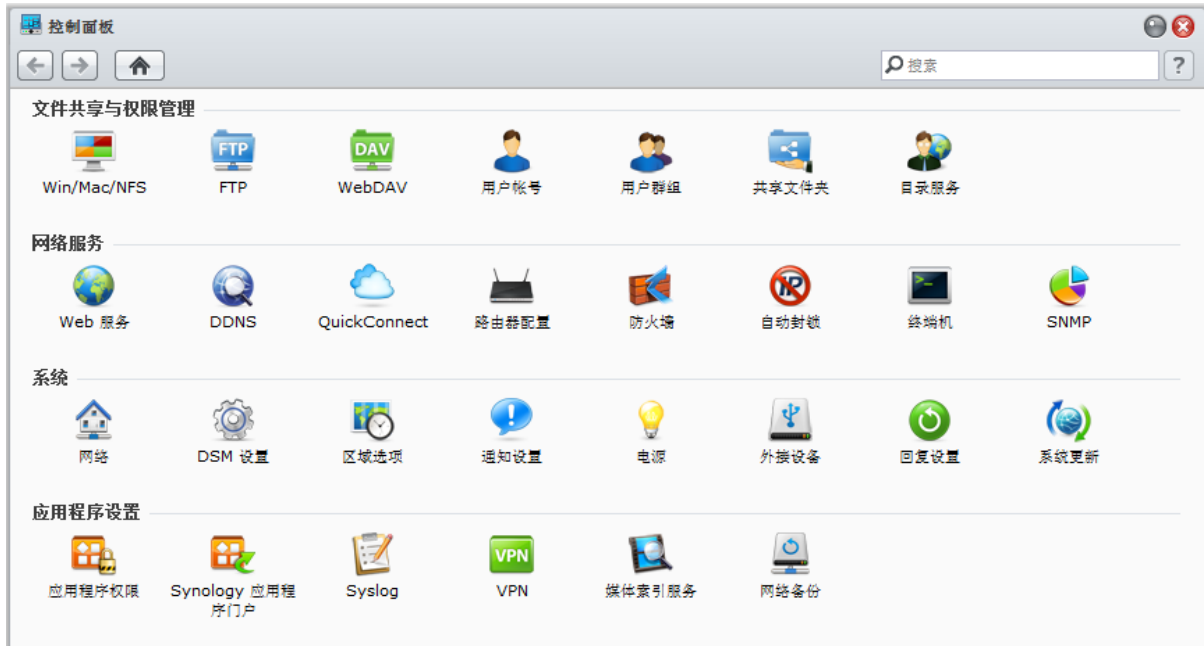 控制面板
搜索
?
文件共享与权限管理
FTP
DAV
Win/Mac/NFS
FTP
WebDAV
用户帐号
用户群组
共享文件夹
目录服务
网络服务
IP
Web 服务
DDNS
QuickConnect
路由器配置
防火墙
自动封锁
终端机
SNMP
系统
网络
DSM 设置
区域选项
通知设置
电源
外接设备
回复设置
系统更新
应用程序设置
VPN
应用程序权限
Synology 应用程
序门户
Syslog
VPN
媒体索引服务
网络备份